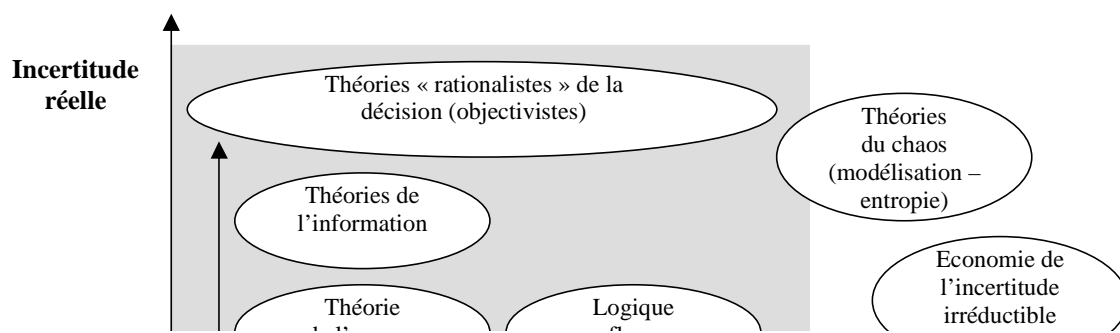 Incertitude
réelle
Théories « rationalistes » de la
décision (objectivistes)
Théories
du chaos
(modélisation –
entropie)
Théories de
l’information
Economie de
l’incertitude
irréductible
Théorie
Logique